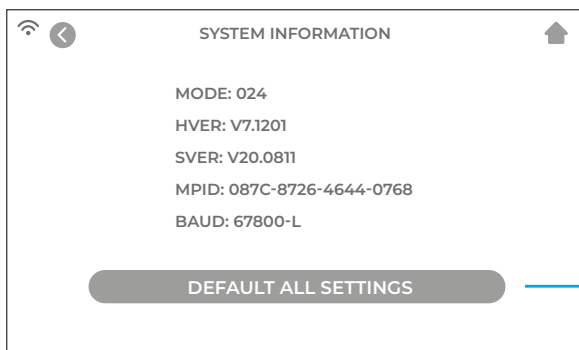 SYSTEM INFORMATION
MODE: 024
HVER: V7.1201
SVER: V20.0811
MPID: 087C-8726-4644-0768
BAUD: 67800-L
DEFAULT ALL SETTINGS